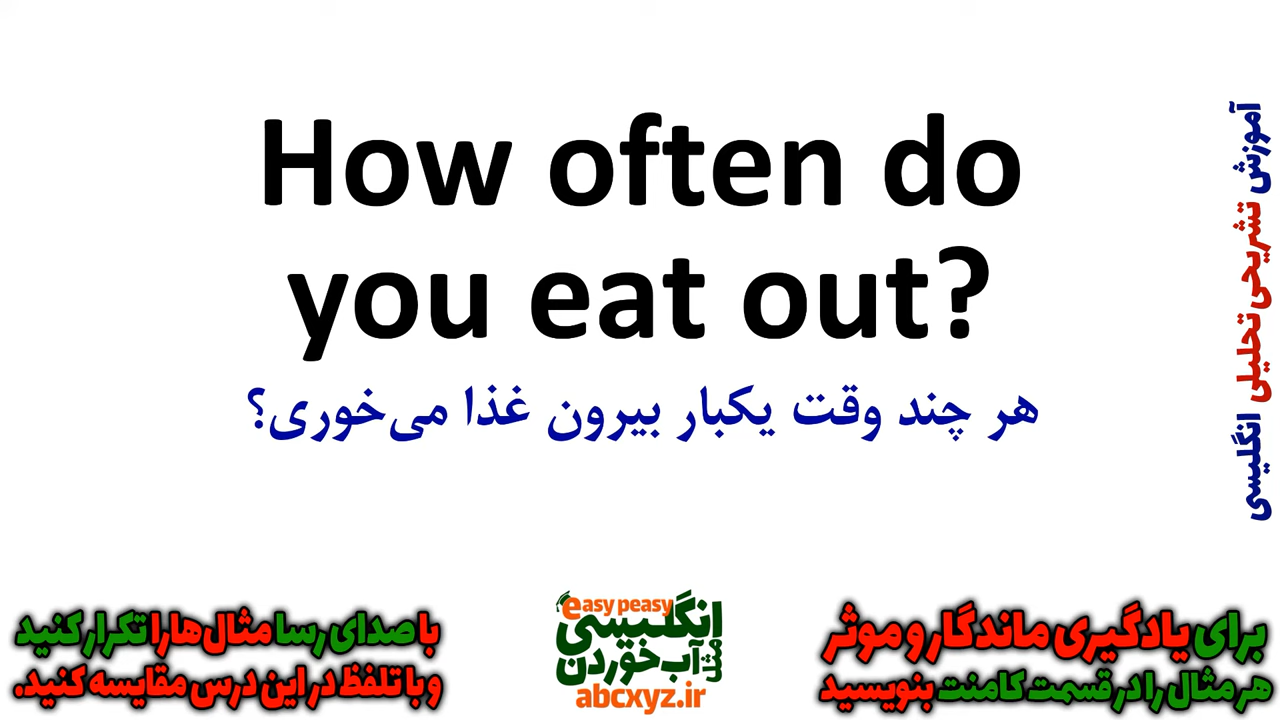 How often do
you eat out?
هر چند وقت یکبار بیرون غذا می‌خوری؟
آموزش تشریحی تحلیلی انگلیسی
برای یادگیری ماندگار و موثر
هر مثال را در قسمت کامنت بنویسید
easy peasy
انگلیسی
مثل آب خوردن
abcxyz.ir
با صدای رسا مثال‌ها را تکرار کنید
و با تلفظ در این درس مقایسه کنید.